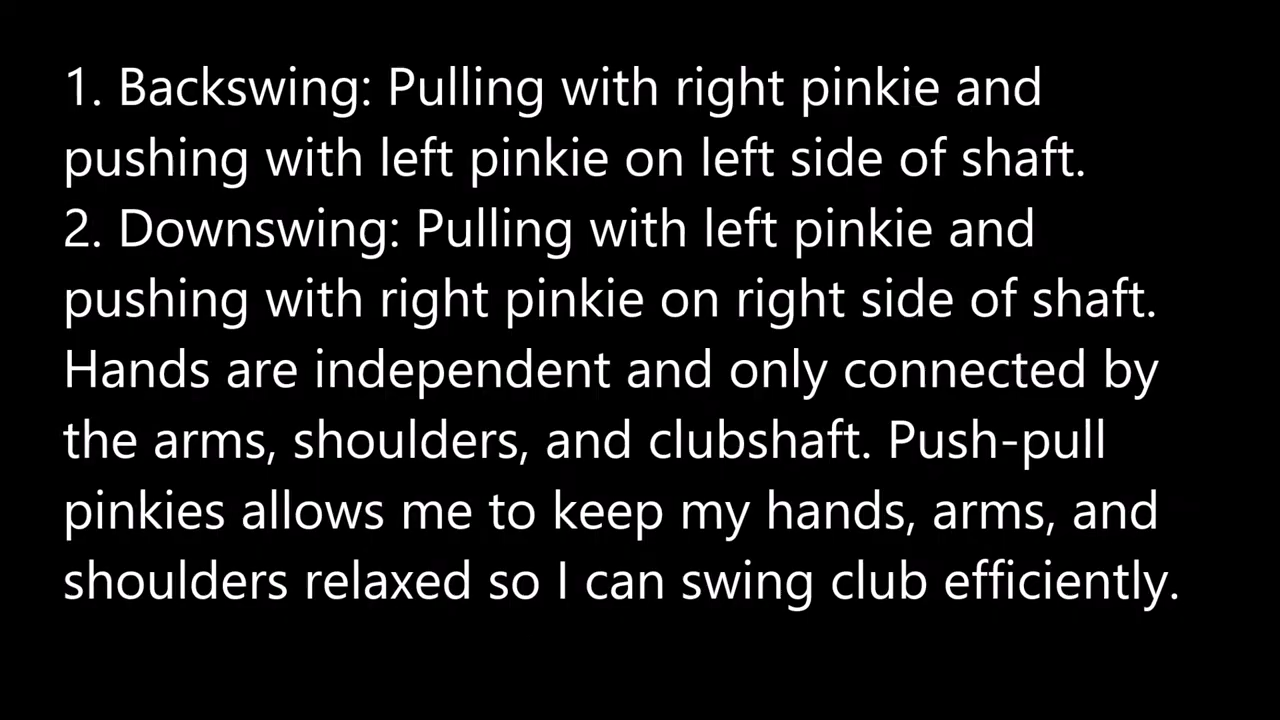 1. Backswing: Pulling with right pinkie and
pushing with left pinkie on left side of shaft.
2. Downswing: Pulling with left pinkie and
pushing with right pinkie on right side of shaft.
Hands are independent and only connected by
the arms, shoulders, and clubshaft. Push-pull
pinkies allows me to keep my hands, arms, and
shoulders relaxed so I can swing club efficiently.